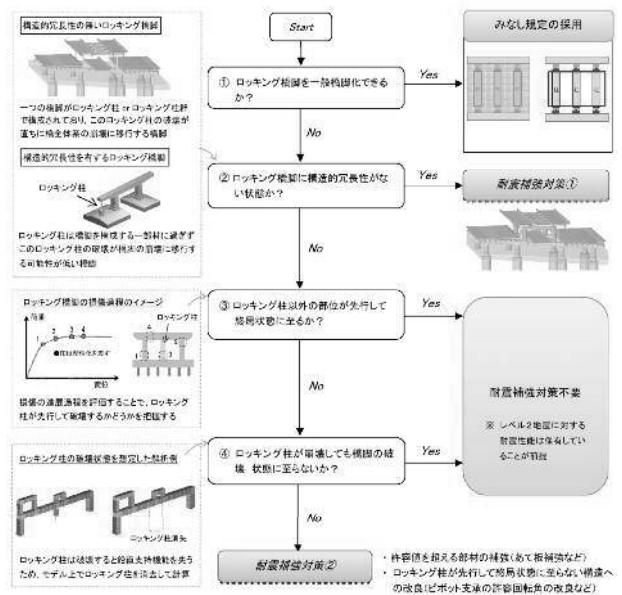 構造的冗長性の無いロッキング橋脚
一つの橋脚がロッキング柱 or ロッキング柱群
で構成されており、このロッキング柱の破壊が
直ちに橋全体系の崩壊に移行する橋脚
構造的冗長性を有するロッキング橋脚
ロッキング柱
ロッキング柱は橋脚を構成する一部材に過ぎず
このロッキング柱の破壊が橋脚の崩壊に移行す
る可能性が低い橋脚
ロッキング橋脚の損傷過程のイメージ
荷重
1 2 3 4
変位
ロッキング柱
損傷の進展過程を評価することで、ロッキング
柱が先行して破壊するかどうかを把握する
ロッキング柱の破壊状態を想定した解析例
ロッキング柱消失
ロッキング柱は破壊すると鉛直支持機能を失う
ため、モデル上でロッキング柱を消去して計算
Start
① ロッキング橋脚を一般橋脚化できる
か？
Yes
No
みなし規定の採用
② ロッキング橋脚に構造的冗長性が
ない状態か？
Yes
No
耐震補強対策①
③ ロッキング柱以外の部位が先行して
終局状態に至るか？
Yes
No
耐震補強対策不要
※ レベル2地震に対する
耐震性能は保有してい
ることが前提
④ ロッキング柱が崩壊しても橋脚の破
壊 状態に至らないか？
Yes
No
耐震補強対策②
・ 許容値を超える部材の補強(あて板補強など)
・ ロッキング柱が先行して終局状態に至らない構造へ
の改良(ピボット支承の許容回転角の改良など)